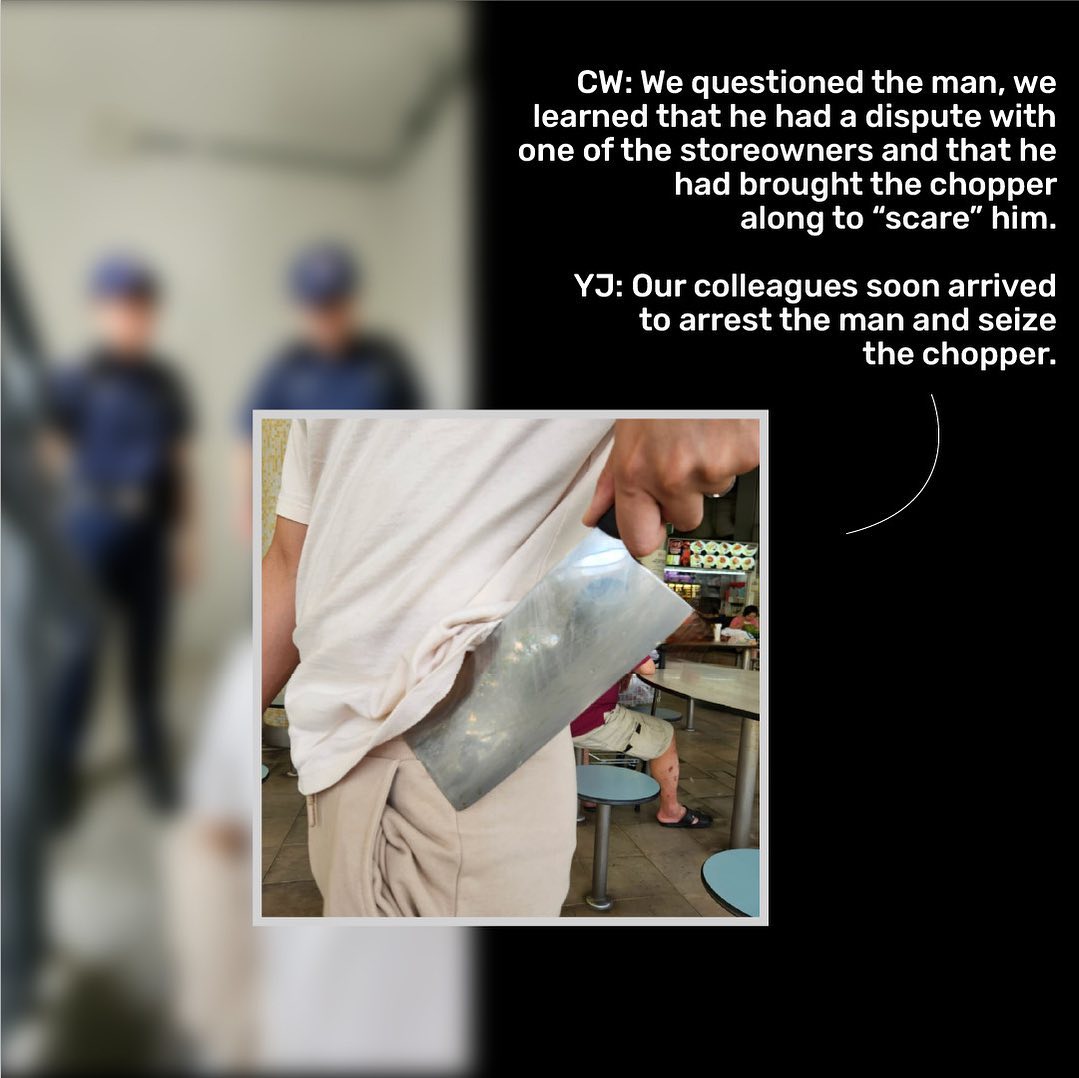 CW: We questioned the man, we
learned that he had a dispute with
one of the storeowners and that he
had brought the chopper
along to “scare” him.
YJ: Our colleagues soon arrived
to arrest the man and seize
the chopper.